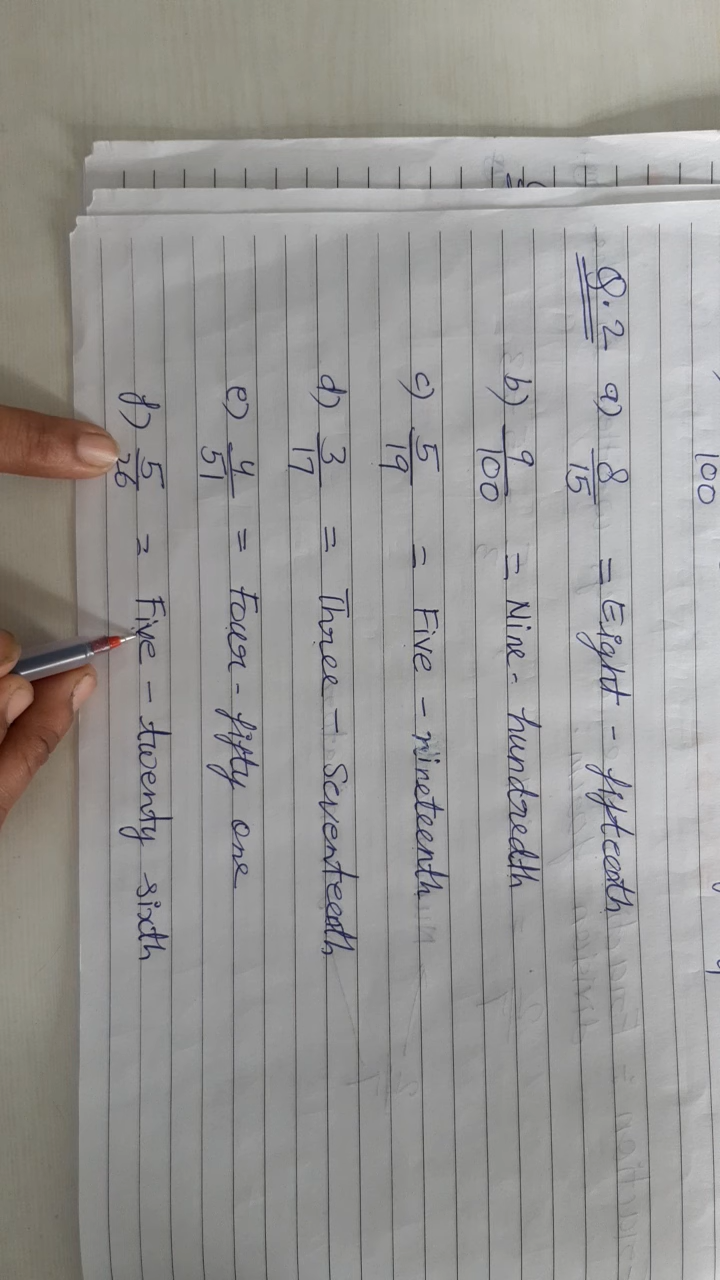 100
Q.2 a) 8/15 = Eight - fifteenth
b) 9/100 = Nine - hundredth
c) 5/19 = Five - nineteenth
d) 3/17 = Three - Seventeenth
e) 4/51 = Four - fifty one
f) 5/26 = Five - twenty sixth